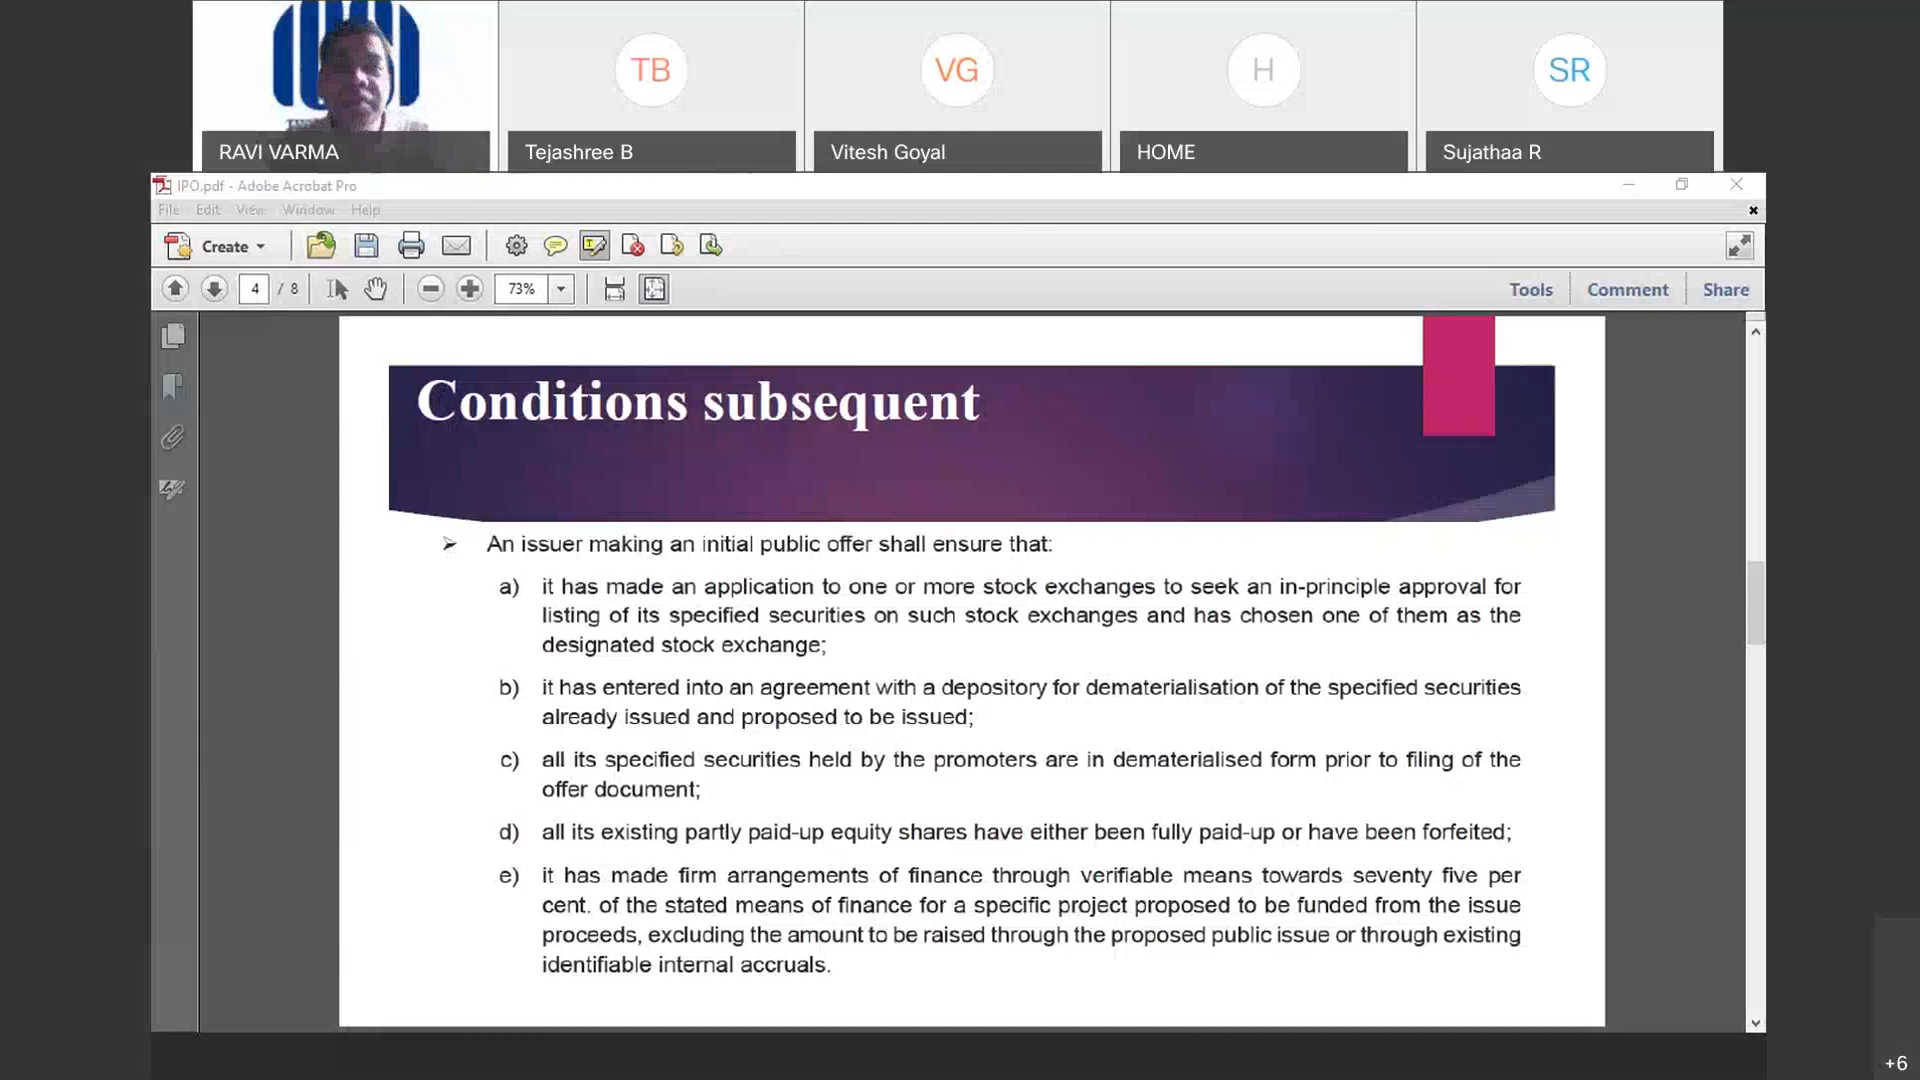 TB
VG
H
SR
RAVI VARMA
Tejashree B
Vitesh Goyal
HOME
Sujathaa R
IPO.pdf - Adobe Acrobat Pro
File Edit View Window Help
Create
4 / 8
73%
Tools
Comment
Share
Conditions subsequent
➢ An issuer making an initial public offer shall ensure that:
a) it has made an application to one or more stock exchanges to seek an in-principle approval for
listing of its specified securities on such stock exchanges and has chosen one of them as the
designated stock exchange;
b) it has entered into an agreement with a depository for dematerialisation of the specified securities
already issued and proposed to be issued;
c) all its specified securities held by the promoters are in dematerialised form prior to filing of the
offer document;
d) all its existing partly paid-up equity shares have either been fully paid-up or have been forfeited;
e) it has made firm arrangements of finance through verifiable means towards seventy five per
cent. of the stated means of finance for a specific project proposed to be funded from the issue
proceeds, excluding the amount to be raised through the proposed public issue or through existing
identifiable internal accruals.
+6